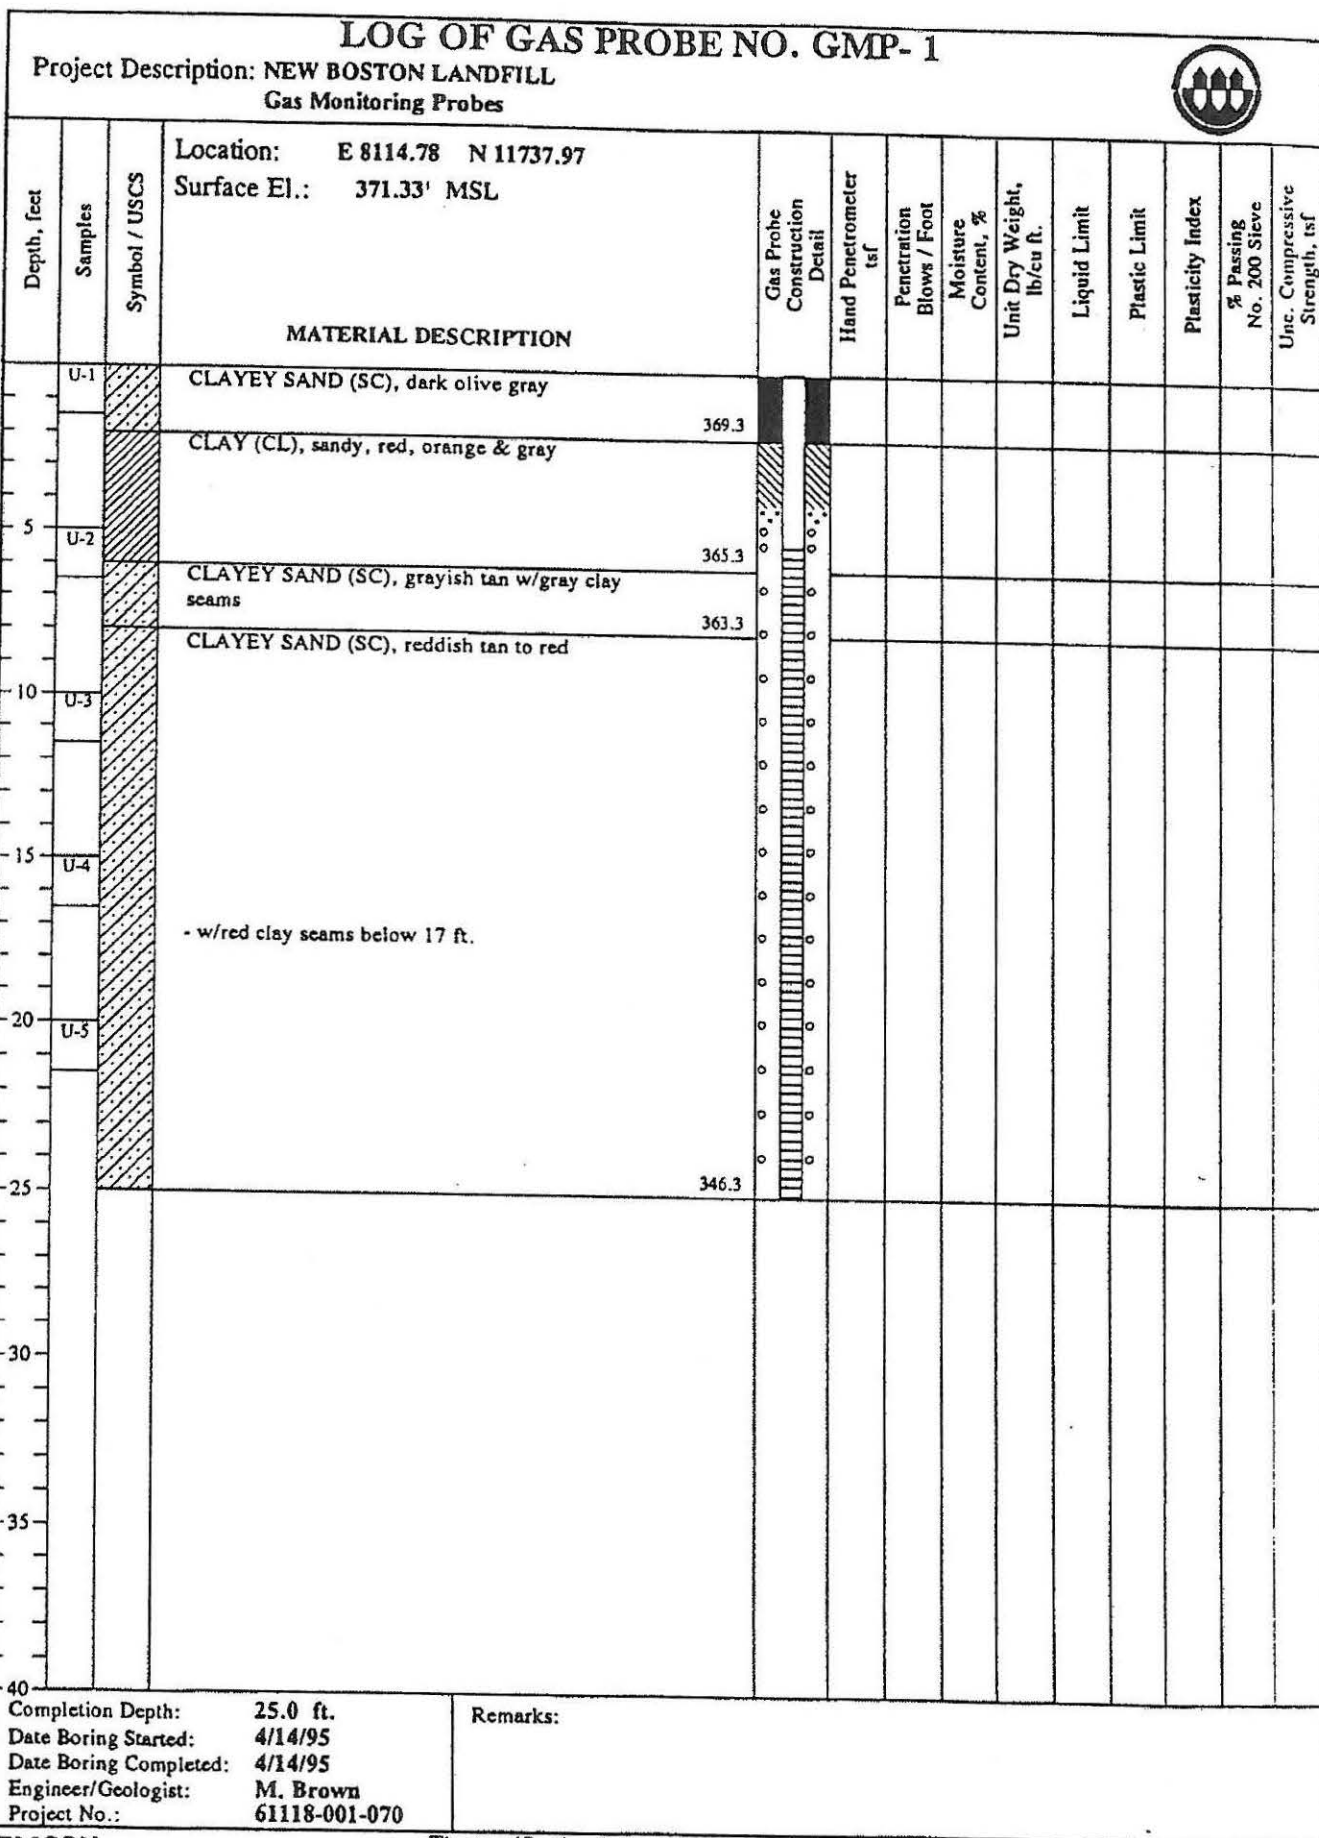 LOG OF GAS PROBE NO. GMP- 1
Project Description: NEW BOSTON LANDFILL
Gas Monitoring Probes
Depth, feet
Samples
Symbol / USCS
Location: E 8114.78 N 11737.97
Surface El.: 371.33' MSL
MATERIAL DESCRIPTION
Gas Probe
Construction
Detail
Hand Penetrometer
tsf
Penetration
Blows / Foot
Moisture
Content, %
Unit Dry Weight,
lb/cu ft.
Liquid Limit
Plastic Limit
Plasticity Index
% Passing
No. 200 Sieve
Unc. Compressive
Strength, tsf
U-1
CLAYEY SAND (SC), dark olive gray
369.3
CLAY (CL), sandy, red, orange & gray
5
U-2
365.3
CLAYEY SAND (SC), grayish tan w/gray clay
seams
363.3
CLAYEY SAND (SC), reddish tan to red
10
U-3
15
U-4
- w/red clay seams below 17 ft.
20
U-5
25
346.3
30
35
40
Completion Depth: 25.0 ft.
Date Boring Started: 4/14/95
Date Boring Completed: 4/14/95
Engineer/Geologist: M. Brown
Project No.: 61118-001-070
Remarks: